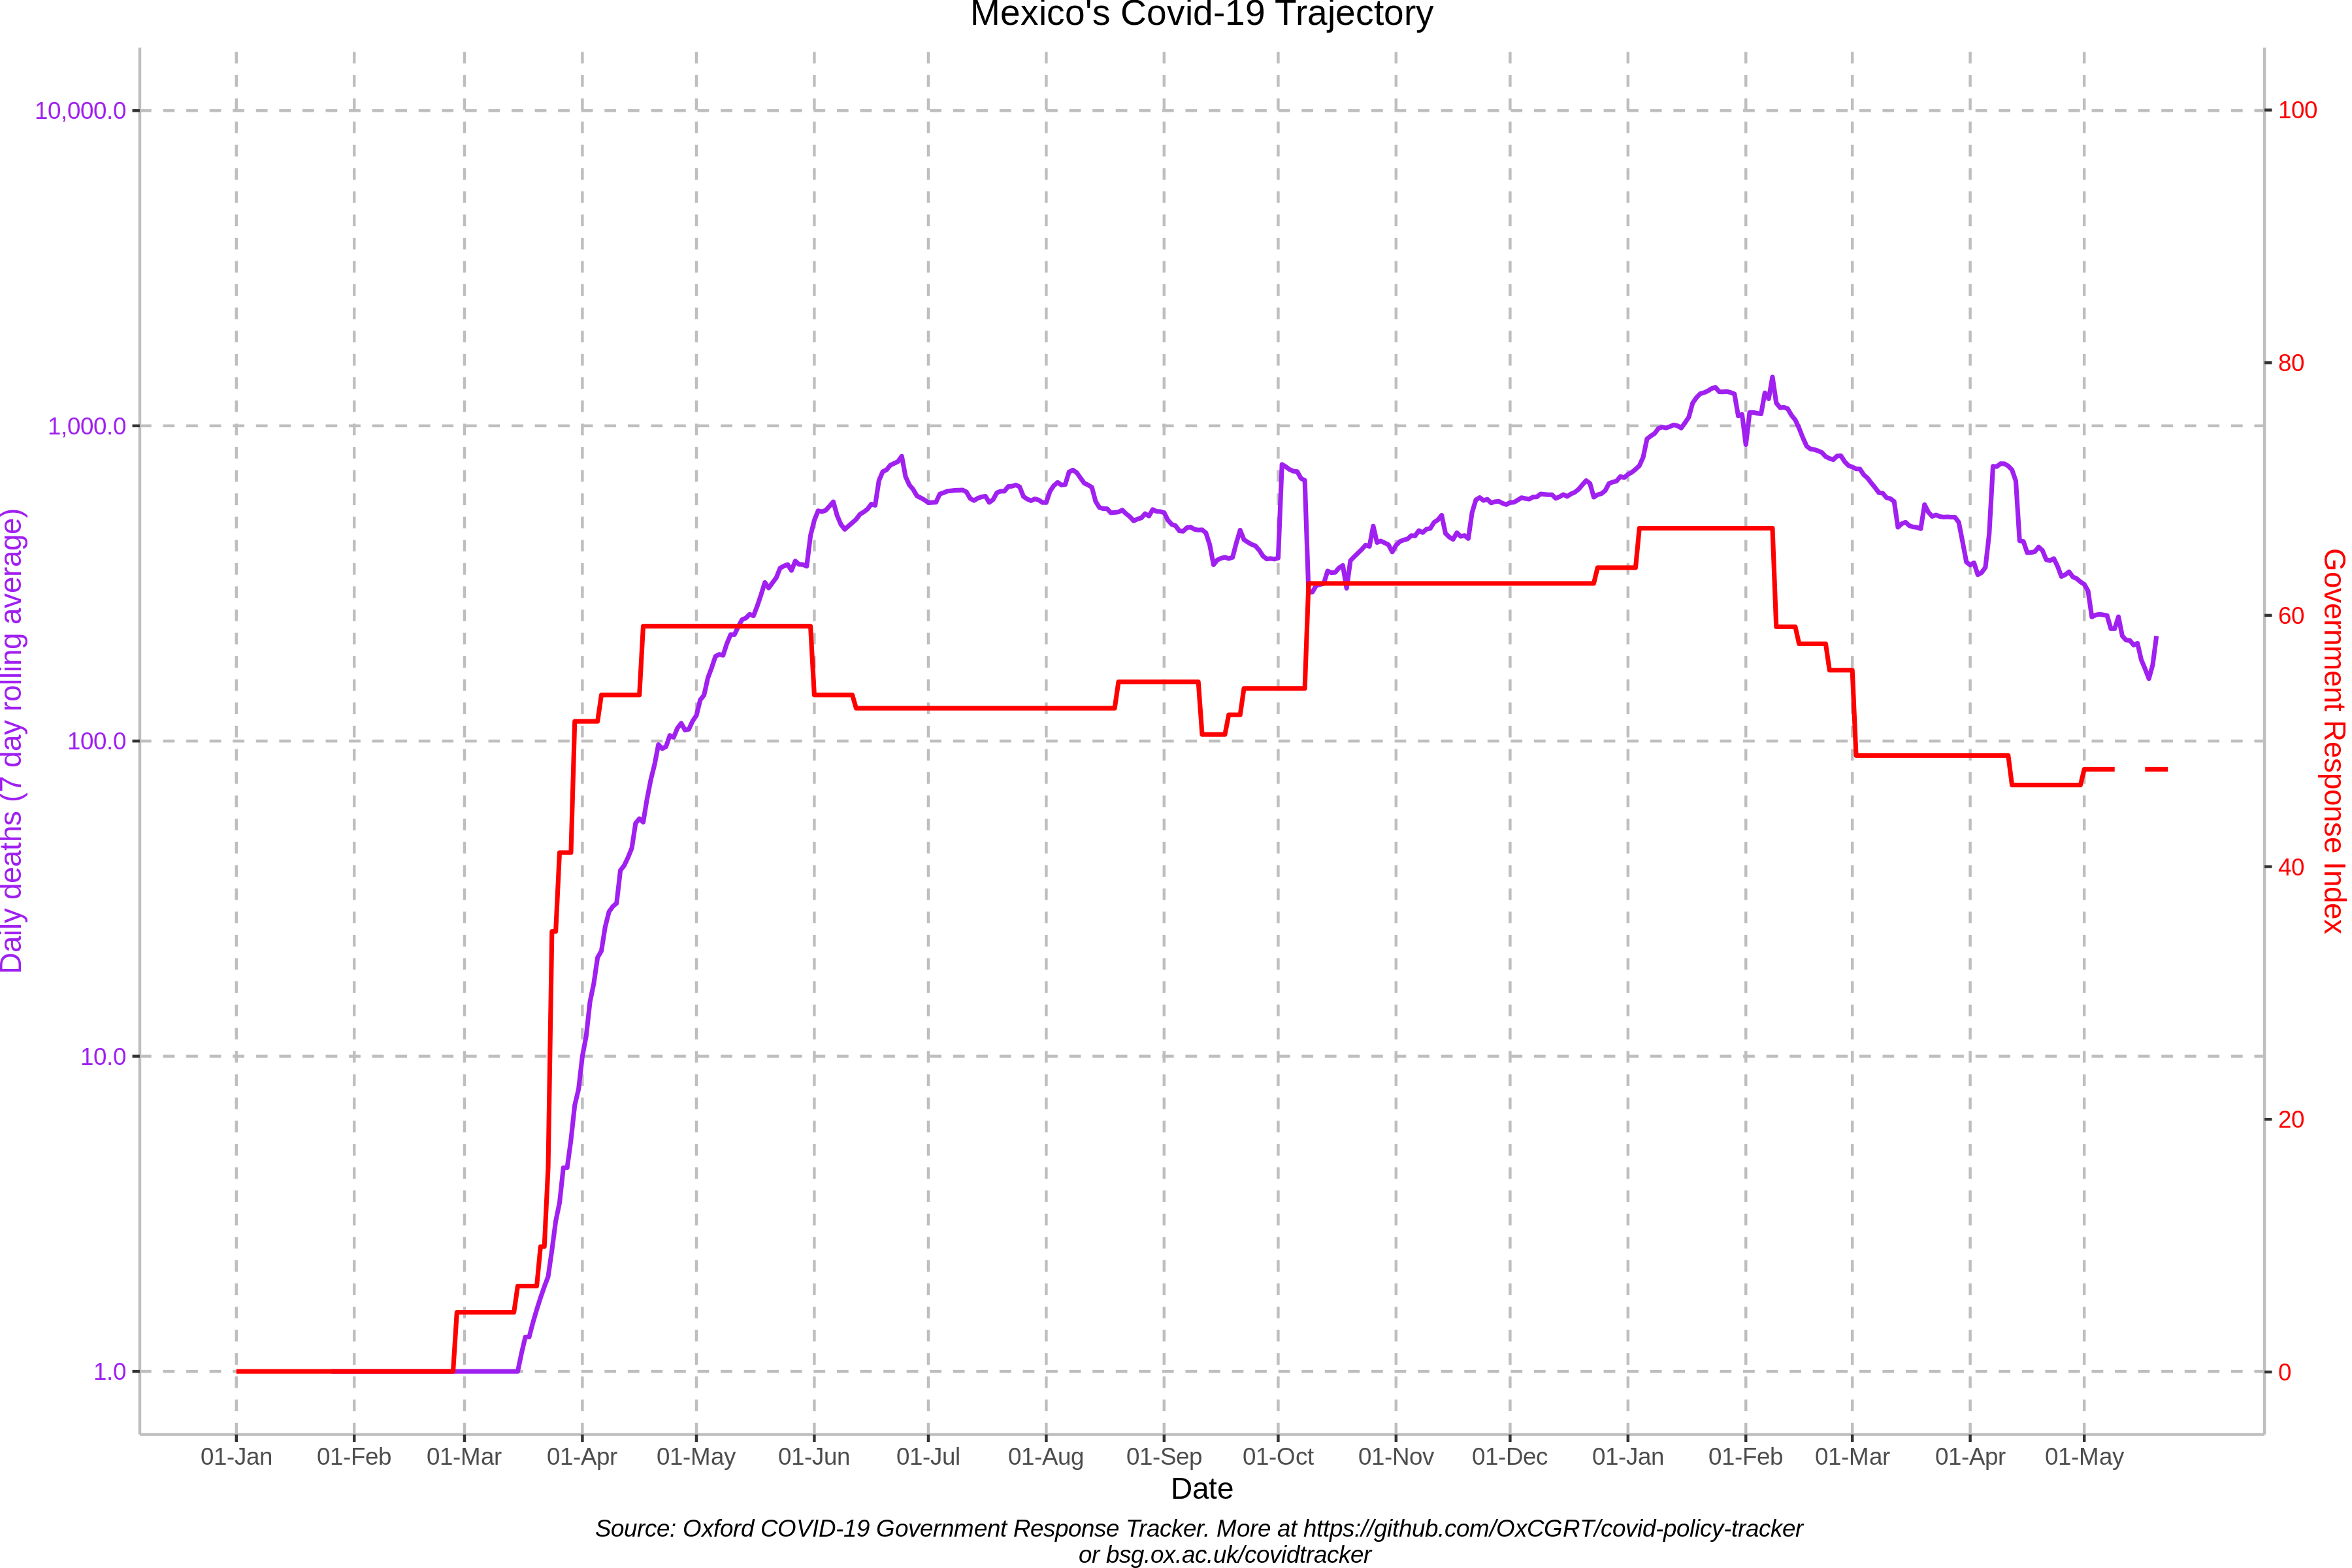 Mexico's Covid-19 Trajectory
10,000.0
1,000.0
100.0
10.0
1.0
Daily deaths (7 day rolling average)
100
80
60
40
20
0
Government Response Index
01-Jan 01-Feb 01-Mar 01-Apr 01-May 01-Jun 01-Jul 01-Aug 01-Sep 01-Oct 01-Nov 01-Dec 01-Jan 01-Feb 01-Mar 01-Apr 01-May
Date
Source: Oxford COVID-19 Government Response Tracker. More at https://github.com/OxCGRT/covid-policy-tracker
or bsg.ox.ac.uk/covidtracker